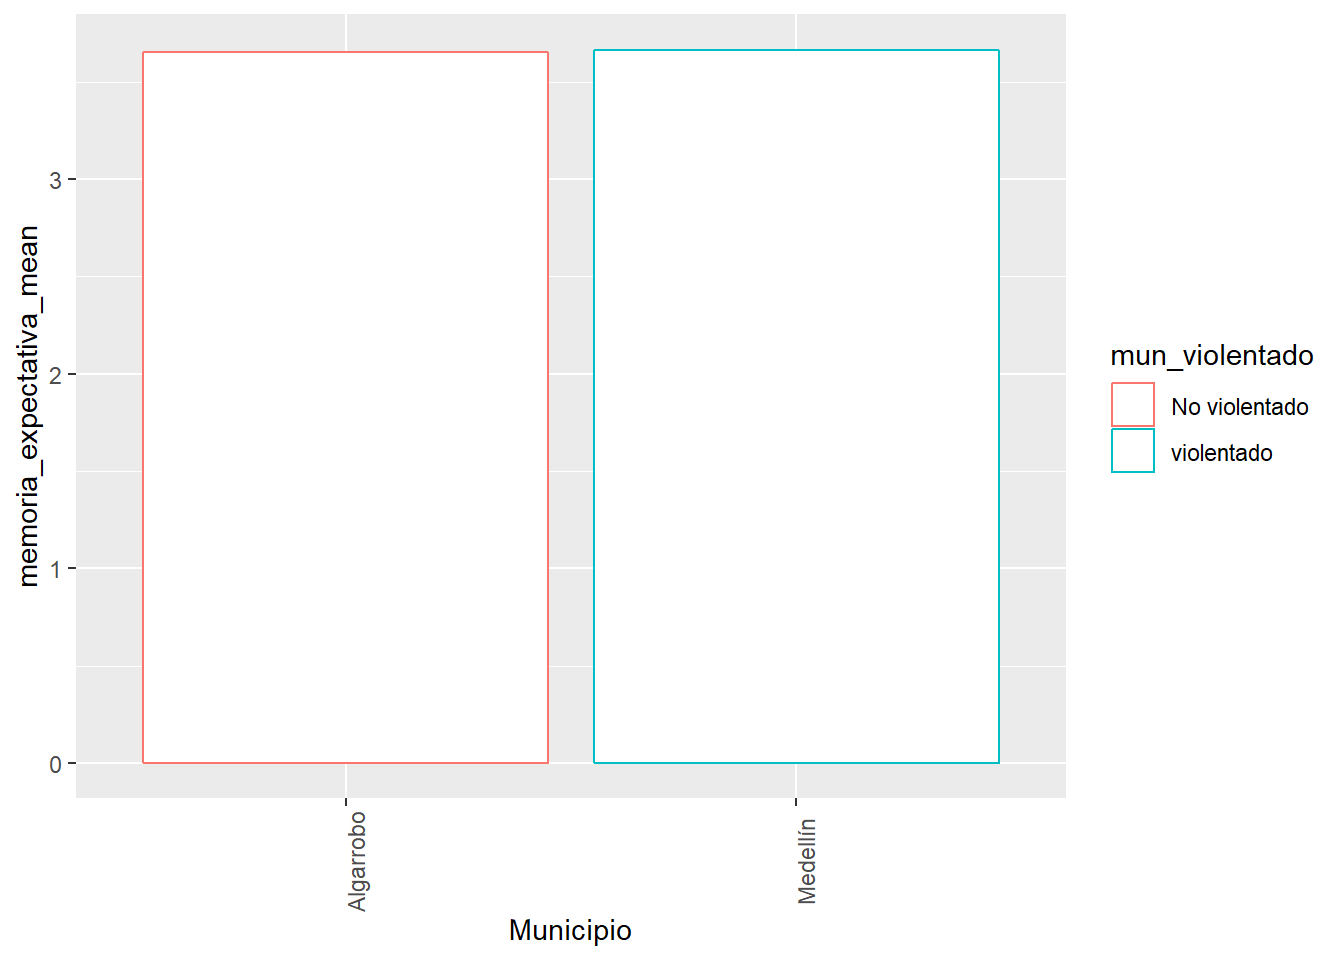 memoria_expectativa_mean
3
2
1
0
Algarrobo
Medellín
Municipio
mun_violentado
No violentado
violentado